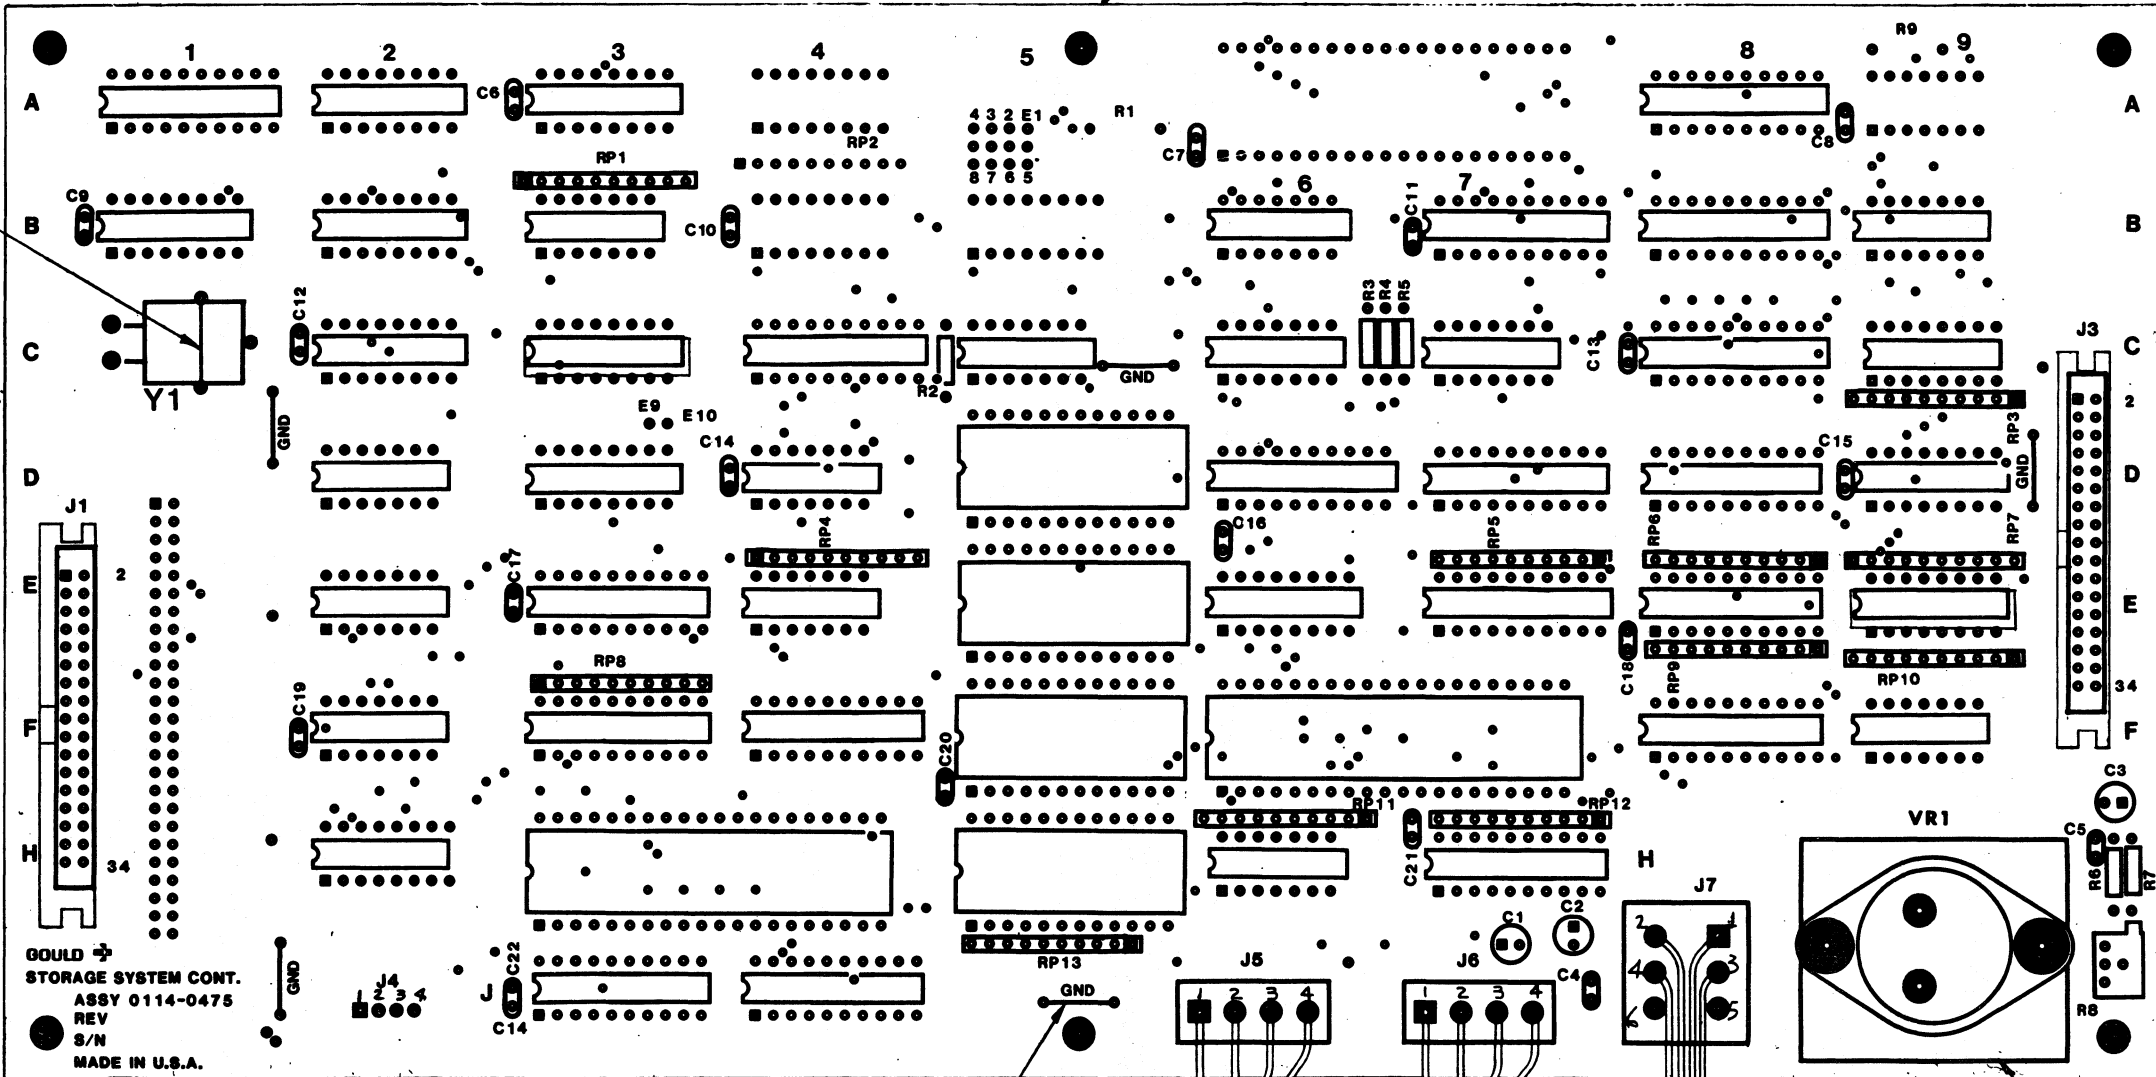 1 2 3 4 5 8 R9 9
A C6 4 3 2 E1 R1 A
RP2 C7 C8
RP1 8 7 6 5
C9 6 7 C11
B C10 B
C12 R3 R4 R5
C C13 J3 C
GND
Y1 R2 2
E9 E10
GND C14 C15 RP3
D GND D
J1 RP4 C16 RP5 RP6 RP7
2 C17
E E
RP8 C18 RP9 RP10 34
C19
F C20 F
C3
RP11 RP12 VR1
C5
H 34 C21 H R6 R7
J7
C1 C2 2 1
GOULD
STORAGE SYSTEM CONT.
ASSY 0114-0475
REV
S/N
MADE IN U.S.A.
GND J4 J C22 RP13 J5 J6 C4 4 3
1 2 3 4 C14 GND 1 2 3 4 1 2 3 4 6 5 R8